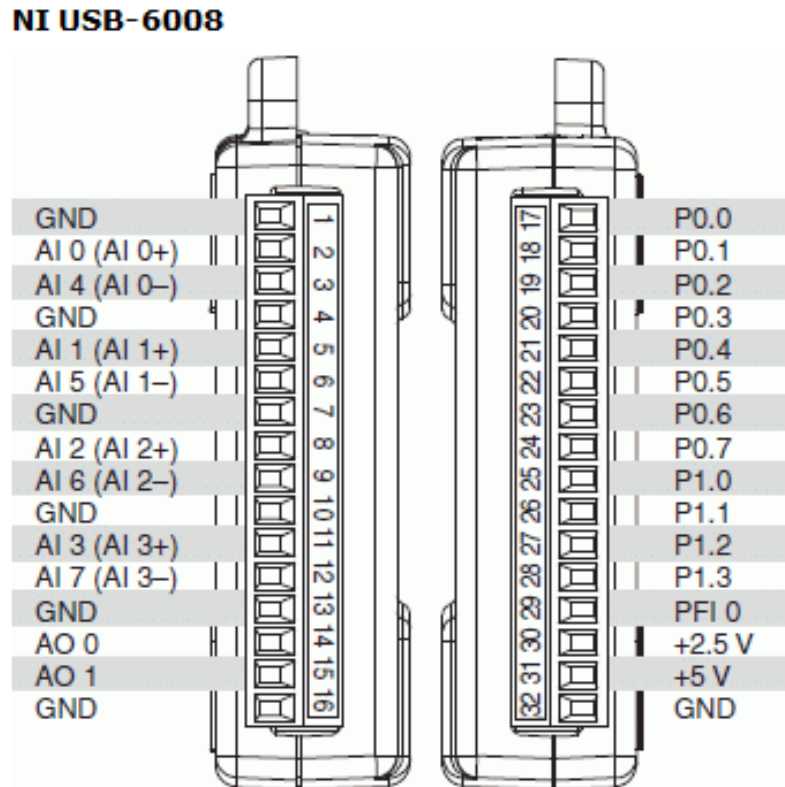 NI USB-6008
GND 1 17 P0.0
AI 0 (AI 0+) 2 18 P0.1
AI 4 (AI 0–) 3 19 P0.2
GND 4 20 P0.3
AI 1 (AI 1+) 5 21 P0.4
AI 5 (AI 1–) 6 22 P0.5
GND 7 23 P0.6
AI 2 (AI 2+) 8 24 P0.7
AI 6 (AI 2–) 9 25 P1.0
GND 10 26 P1.1
AI 3 (AI 3+) 11 27 P1.2
AI 7 (AI 3–) 12 28 P1.3
GND 13 29 PFI 0
AO 0 14 30 +2.5 V
AO 1 15 31 +5 V
GND 16 32 GND